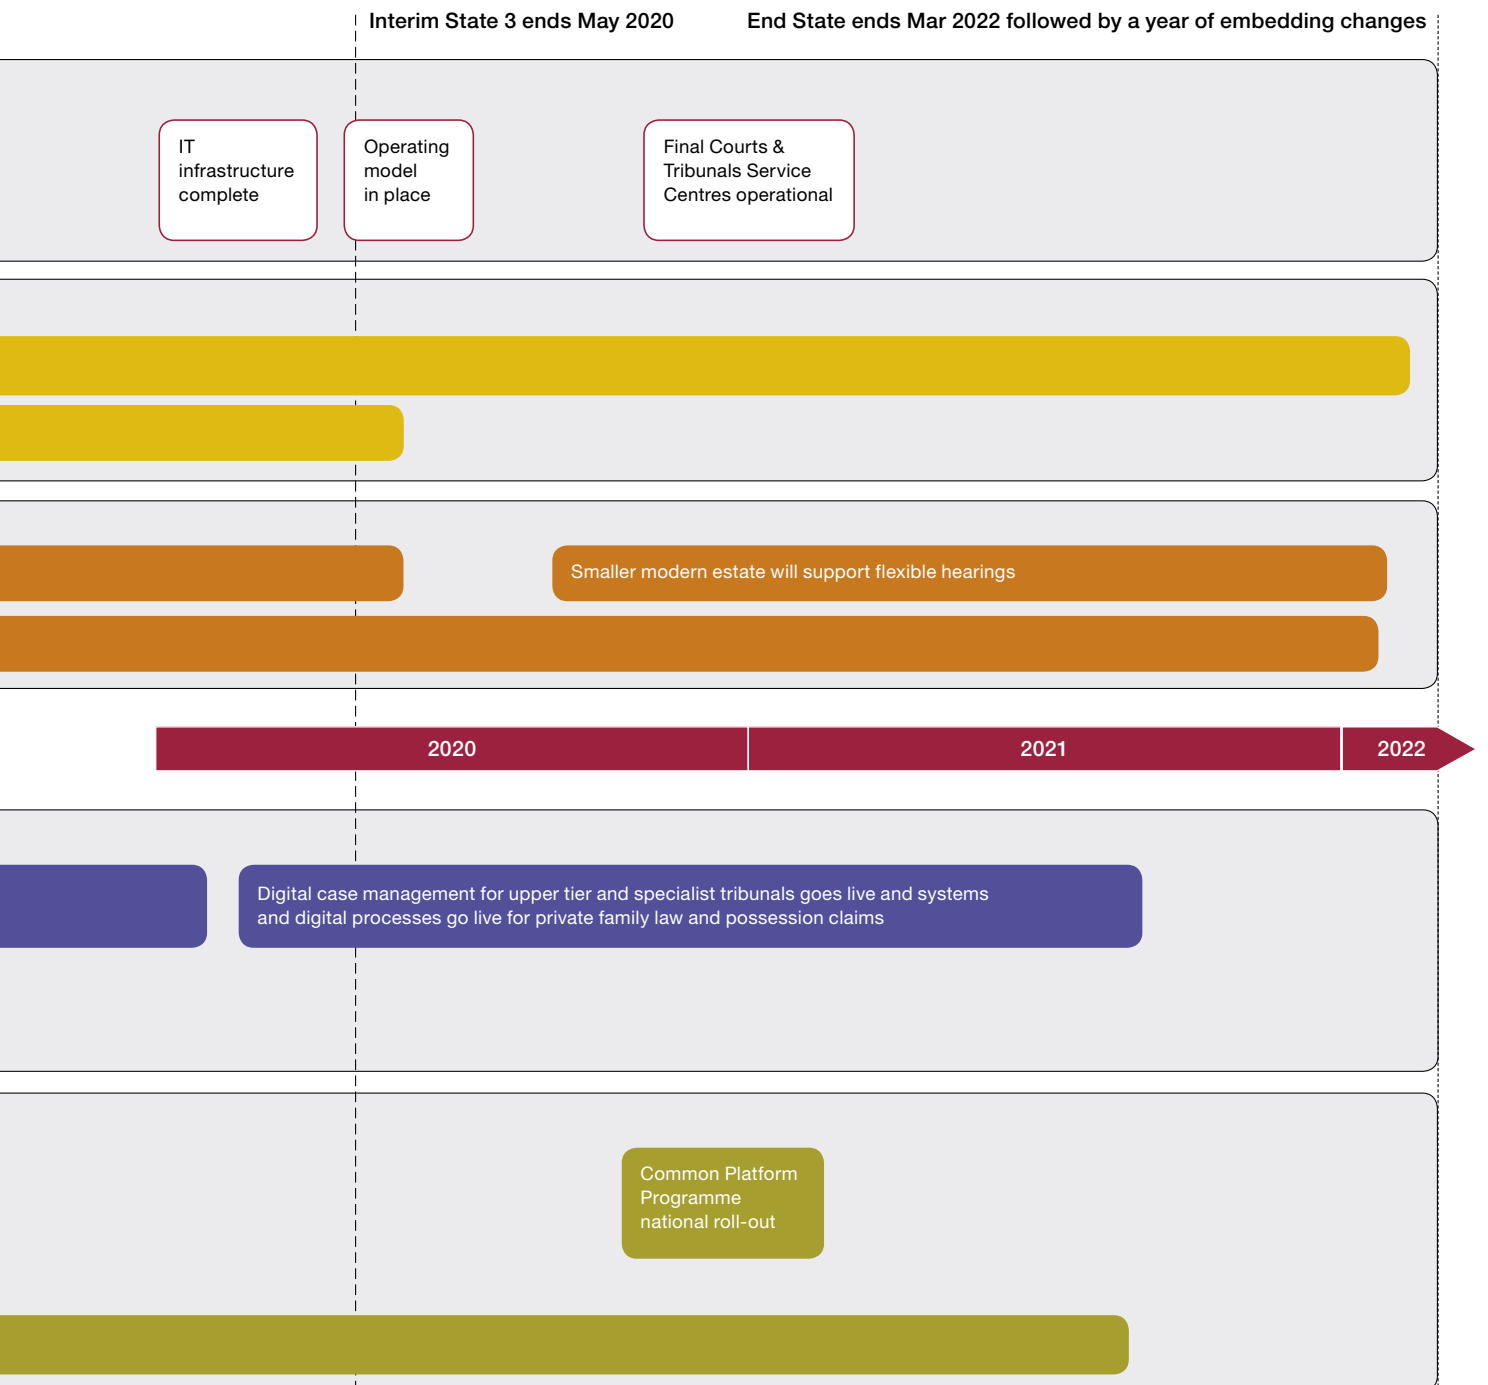 Interim State 3 ends May 2020
End State ends Mar 2022 followed by a year of embedding changes
IT
infrastructure
complete
Operating
model
in place
Final Courts &
Tribunals Service
Centres operational
Smaller modern estate will support flexible hearings
2020
2021
2022
Digital case management for upper tier and specialist tribunals goes live and systems
and digital processes go live for private family law and possession claims
Common Platform
Programme
national roll-out